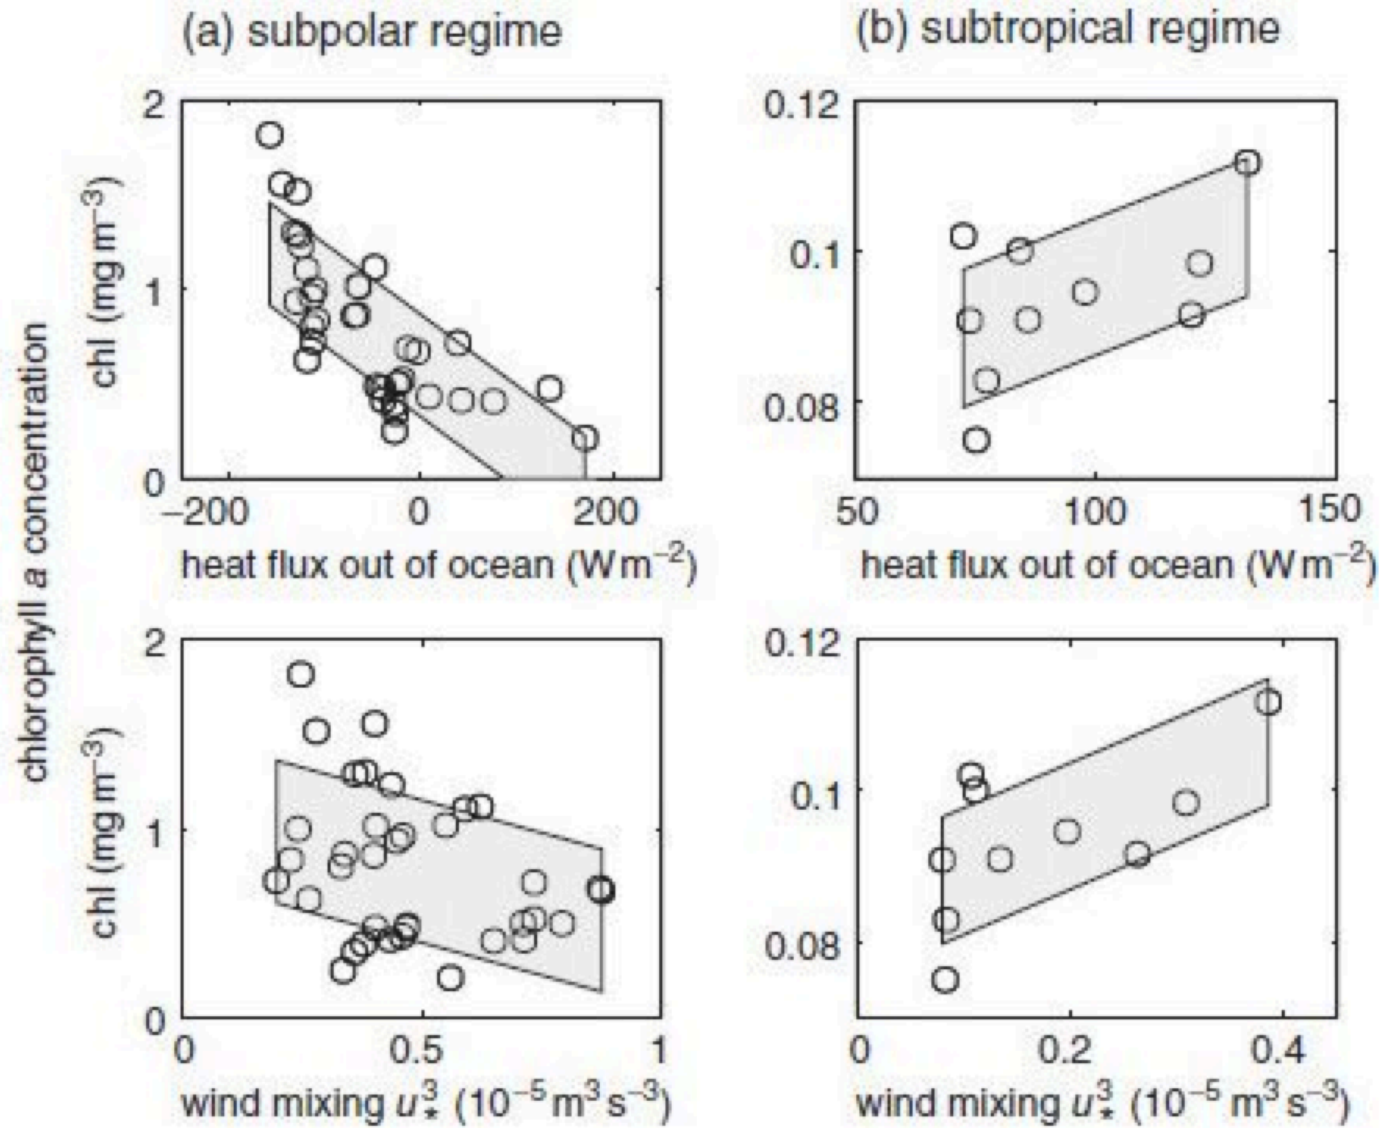 (a) subpolar regime
(b) subtropical regime
chlorophyll a concentration
chl (mg m⁻³)
2
1
0
−200 0 200
heat flux out of ocean (W m⁻²)
0.12
0.1
0.08
50 100 150
heat flux out of ocean (W m⁻²)
chl (mg m⁻³)
2
1
0
0 0.5 1
wind mixing u³* (10⁻⁵ m³ s⁻³)
0.12
0.1
0.08
0 0.2 0.4
wind mixing u³* (10⁻⁵ m³ s⁻³)